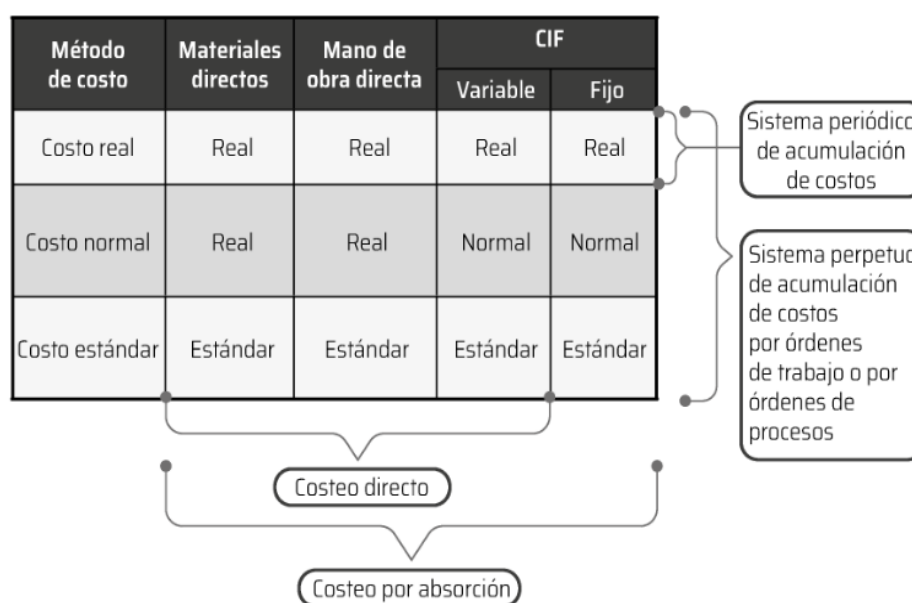 Método
de costo
Materiales
directos
Mano de
obra directa
CIF
Variable
Fijo
Costo real
Real
Real
Real
Real
Costo normal
Real
Real
Normal
Normal
Costo estándar
Estándar
Estándar
Estándar
Estándar
Sistema periódico
de acumulación
de costos
Sistema perpetuo
de acumulación
de costos
por órdenes
de trabajo o por
órdenes de
procesos
Costeo directo
Costeo por absorción